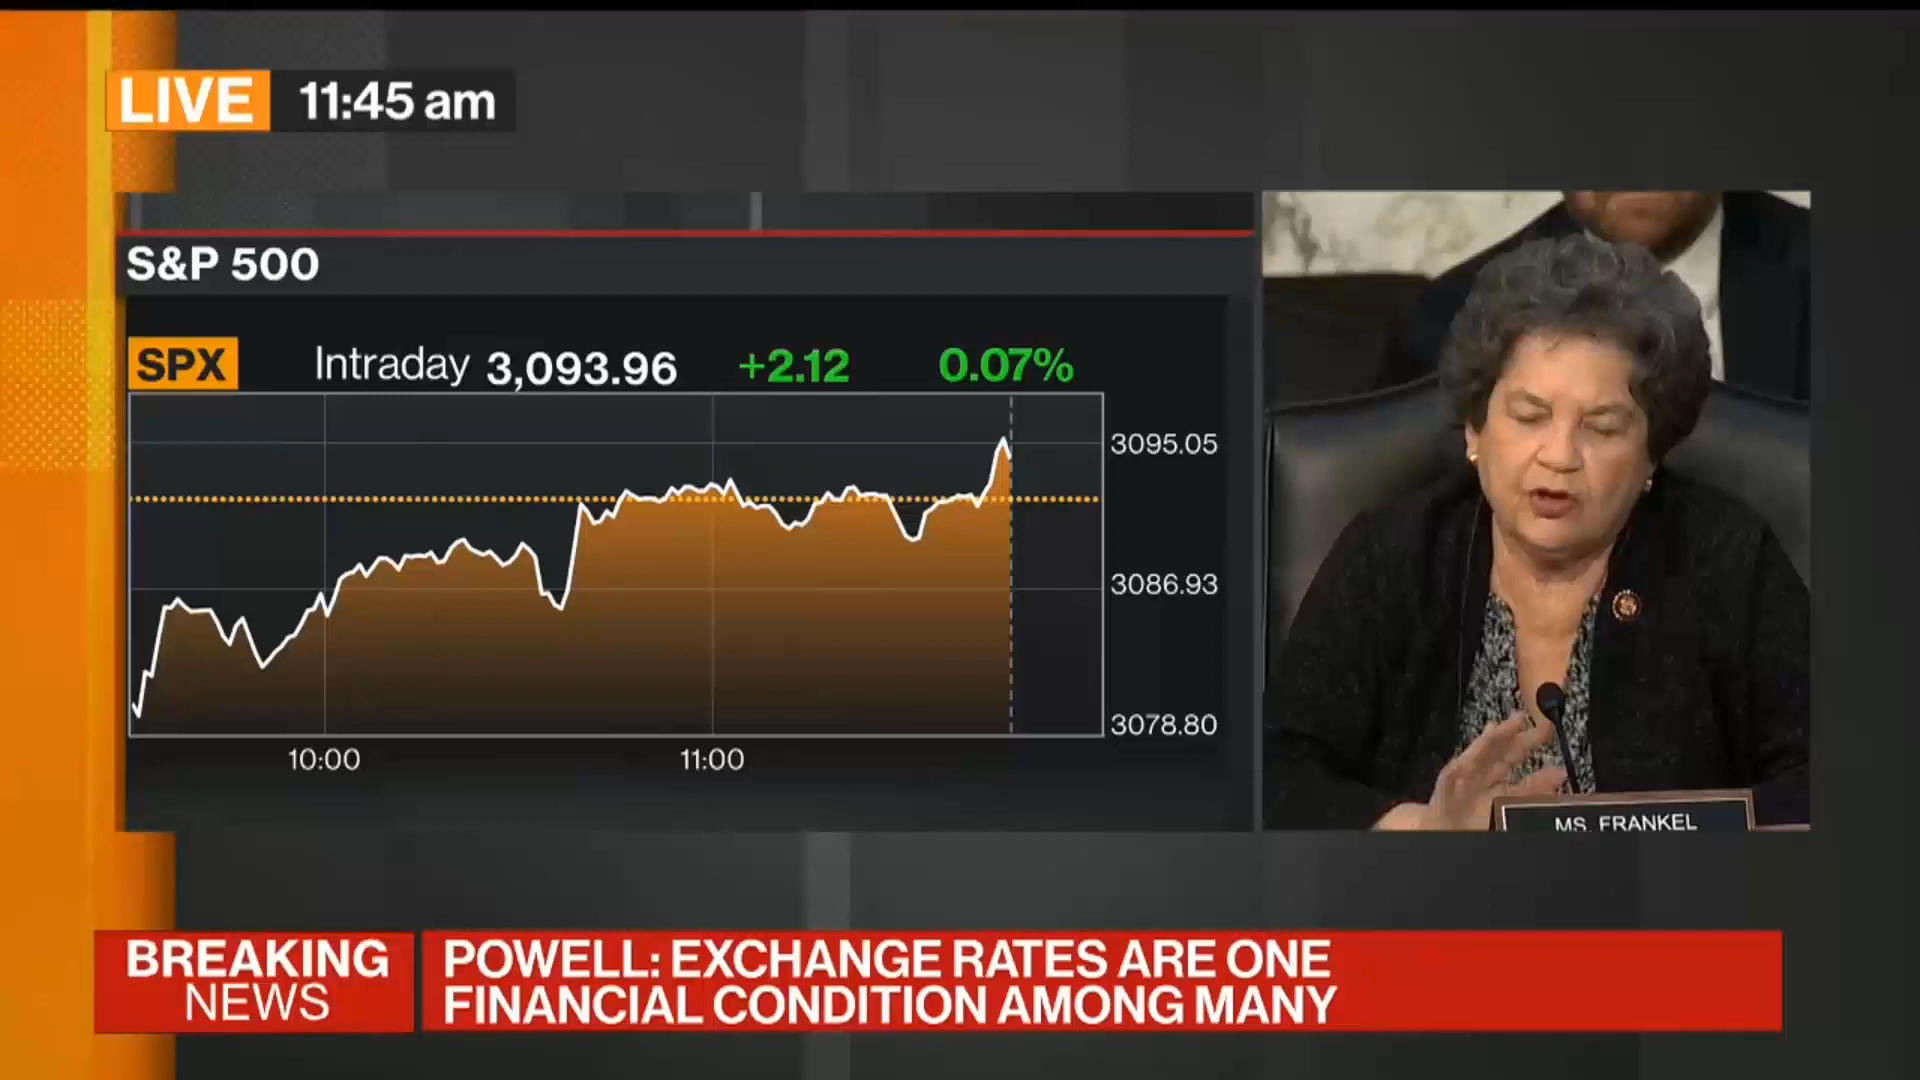 LIVE 11:45 am
S&P 500
SPX Intraday 3,093.96 +2.12 0.07%
3095.05
3086.93
3078.80
10:00 11:00
MS. FRANKEL
BREAKING
NEWS
POWELL: EXCHANGE RATES ARE ONE
FINANCIAL CONDITION AMONG MANY